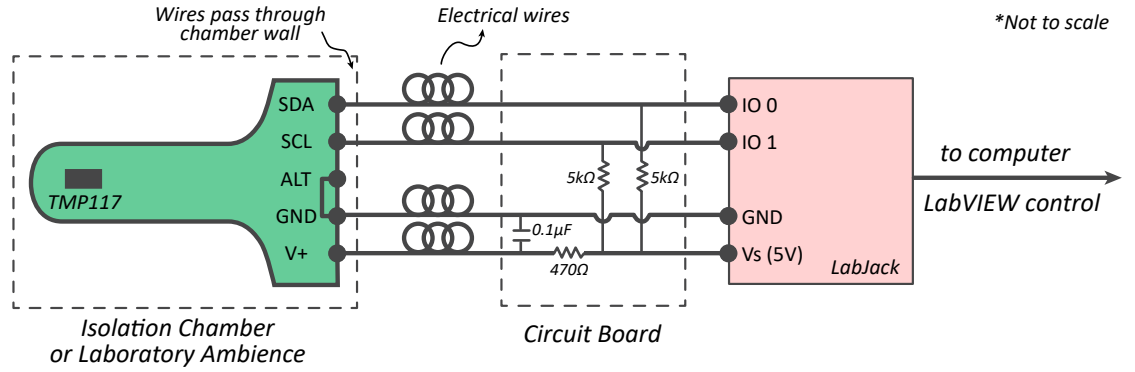 Wires pass through
chamber wall
Electrical wires
*Not to scale
SDA
SCL
ALT
GND
V+
TMP117
5kΩ
5kΩ
0.1µF
470Ω
IO 0
IO 1
GND
Vs (5V)
LabJack
to computer
LabVIEW control
Isolation Chamber
or Laboratory Ambience
Circuit Board